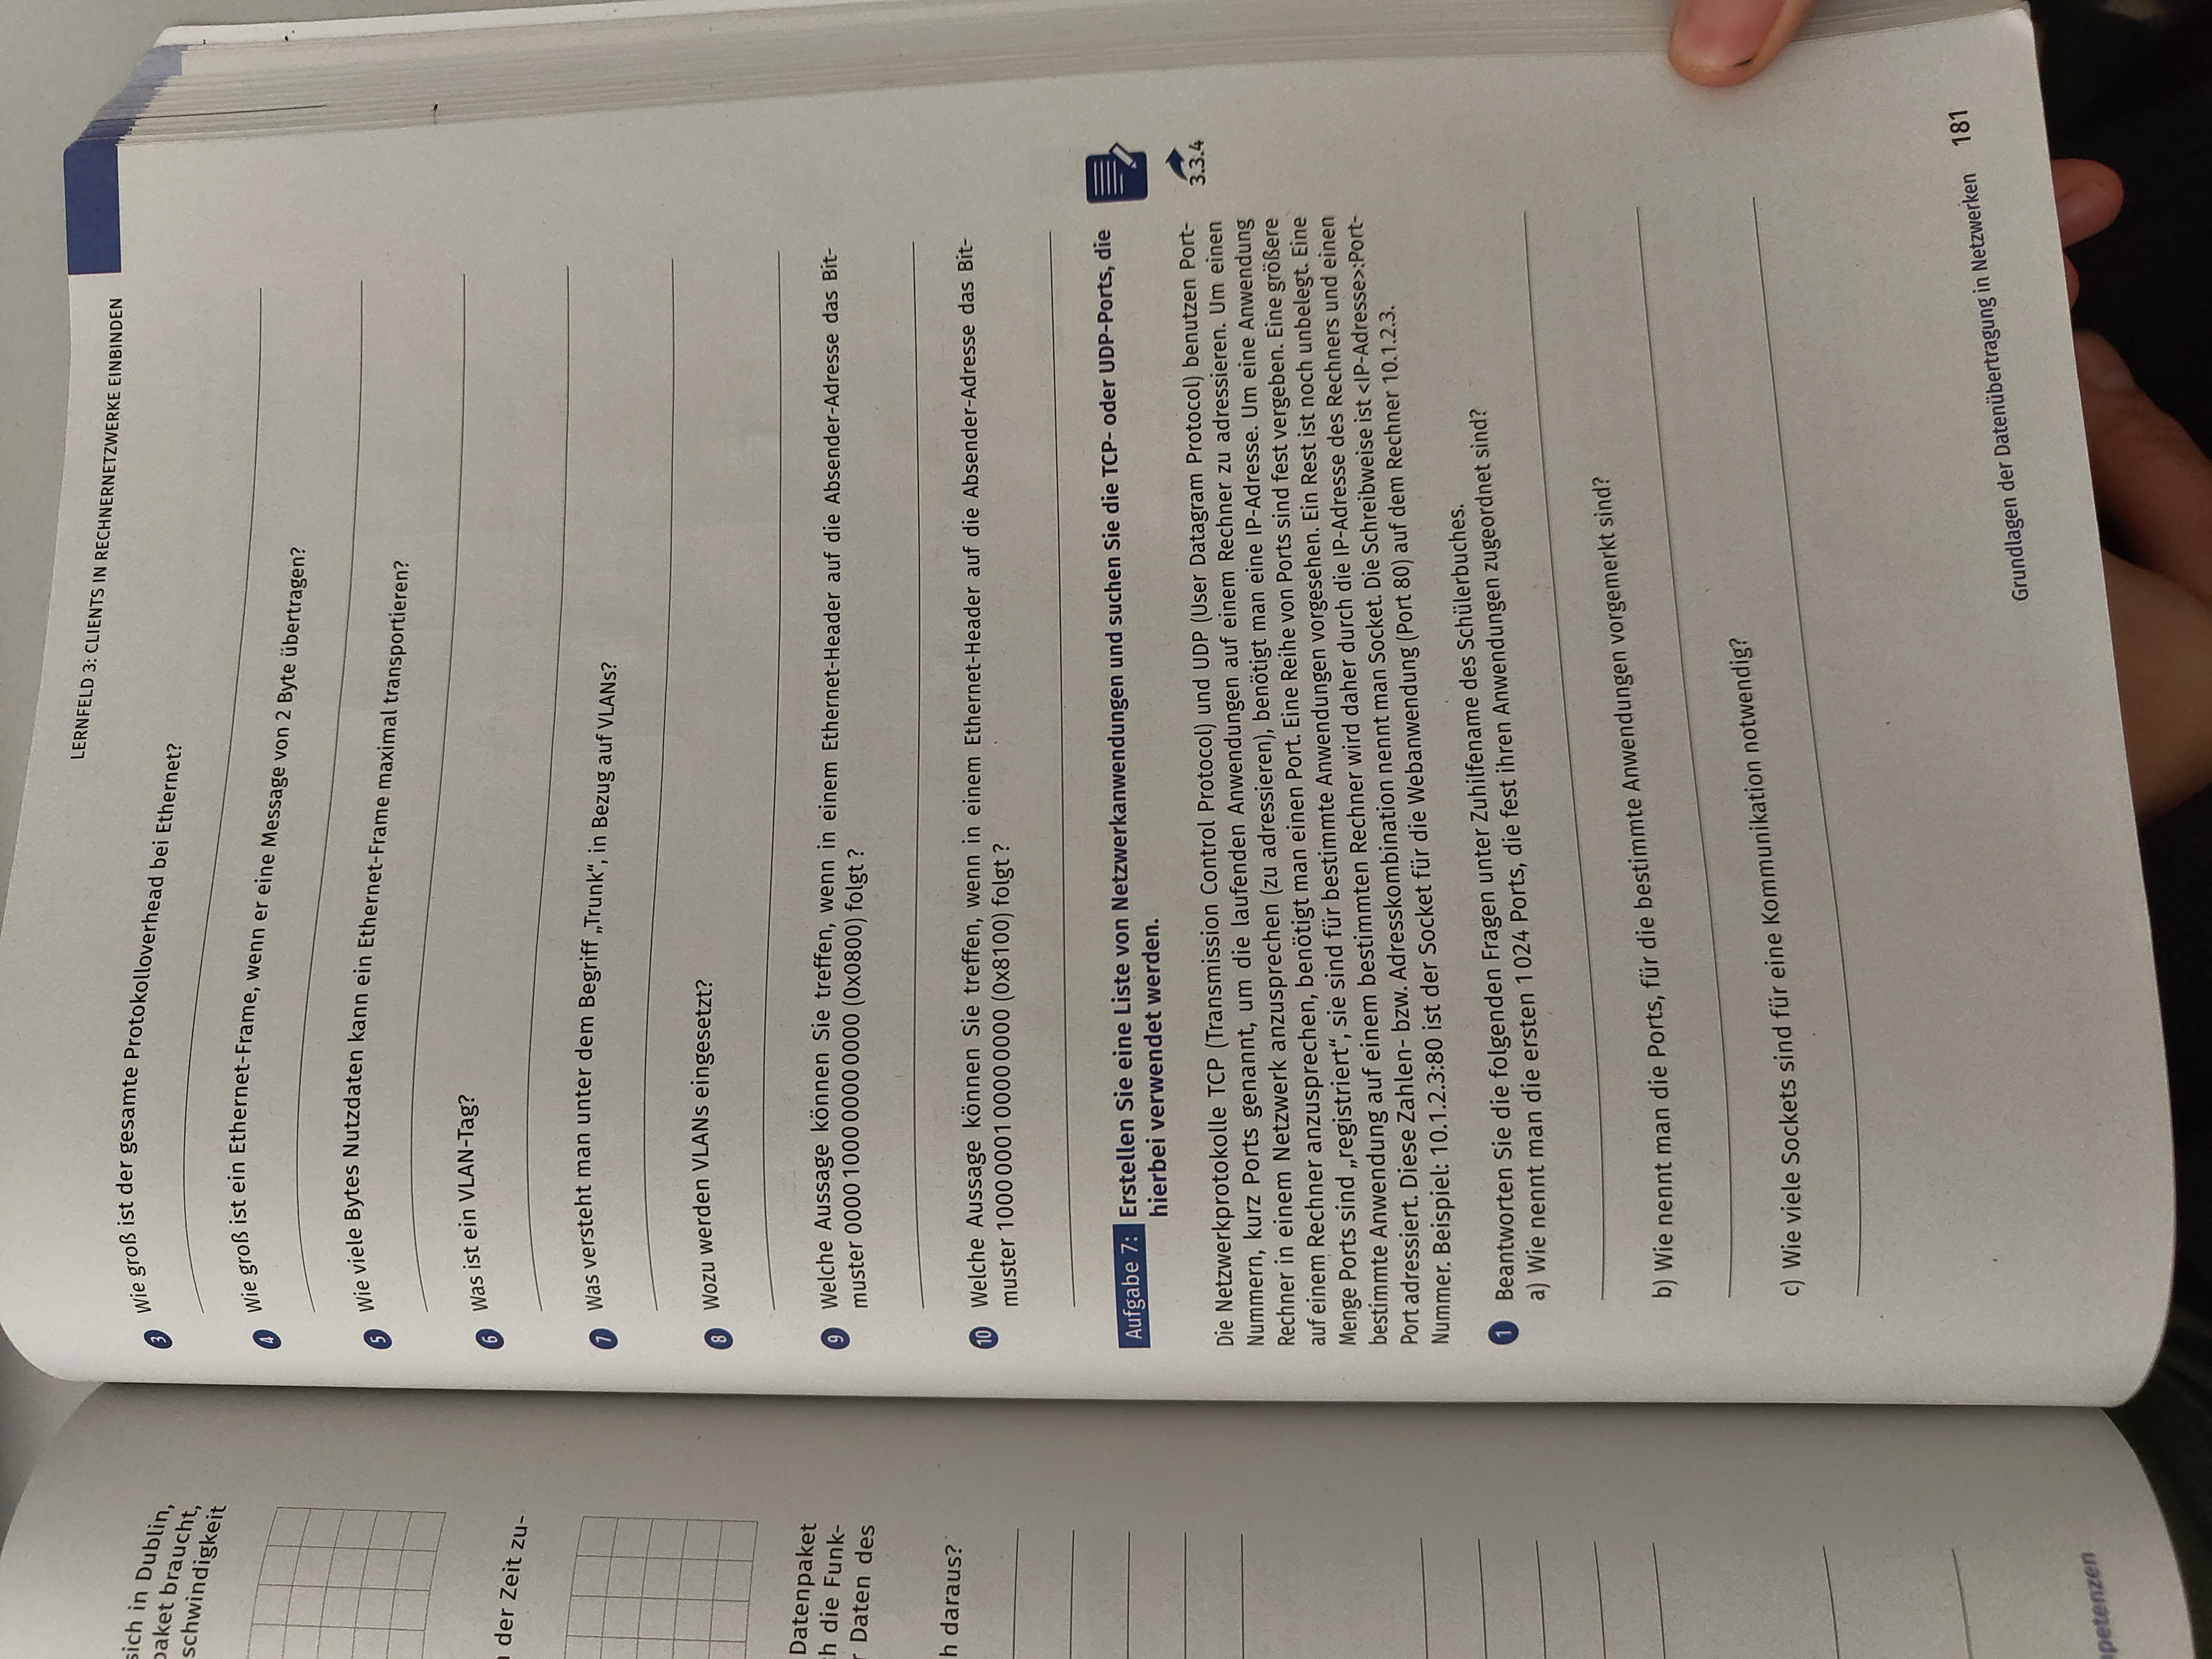 sich in Dublin,
paket braucht,
schwindigkeit
der Zeit zu-
Datenpaket
die Funk-
Daten des
daraus?
LERNFELD 3: CLIENTS IN RECHNERNETZWERKE EINBINDEN
3 Wie groß ist der gesamte Protokolloverhead bei Ethernet?
4 Wie groß ist ein Ethernet-Frame, wenn er eine Message von 2 Byte übertragen?
5 Wie viele Bytes Nutzdaten kann ein Ethernet-Frame maximal transportieren?
6 Was ist ein VLAN-Tag?
7 Was versteht man unter dem Begriff „Trunk“, in Bezug auf VLANs?
8 Wozu werden VLANs eingesetzt?
9 Welche Aussage können Sie treffen, wenn in einem Ethernet-Header auf die Absender-Adresse das Bit-
muster 0000 1000 0000 0000 (0x0800) folgt ?
10 Welche Aussage können Sie treffen, wenn in einem Ethernet-Header auf die Absender-Adresse das Bit-
muster 1000 0001 0000 0000 (0x8100) folgt ?
Aufgabe 7: Erstellen Sie eine Liste von Netzwerkanwendungen und suchen Sie die TCP- oder UDP-Ports, die
hierbei verwendet werden.
3.3.4
Die Netzwerkprotokolle TCP (Transmission Control Protocol) und UDP (User Datagram Protocol) benutzen Port-
Nummern, kurz Ports genannt, um die laufenden Anwendungen auf einem Rechner zu adressieren. Um einen
Rechner in einem Netzwerk anzusprechen (zu adressieren), benötigt man eine IP-Adresse. Um eine Anwendung
auf einem Rechner anzusprechen, benötigt man einen Port. Eine Reihe von Ports sind fest vergeben. Eine größere
Menge Ports sind „registriert“, sie sind für bestimmte Anwendungen vorgesehen. Ein Rest ist noch unbelegt. Eine
bestimmte Anwendung auf einem bestimmten Rechner wird daher durch die IP-Adresse des Rechners und einen
Port adressiert. Diese Zahlen- bzw. Adresskombination nennt man Socket. Die Schreibweise ist <IP-Adresse>:Port-
Nummer. Beispiel: 10.1.2.3:80 ist der Socket für die Webanwendung (Port 80) auf dem Rechner 10.1.2.3.
1 Beantworten Sie die folgenden Fragen unter Zuhilfename des Schülerbuches.
a) Wie nennt man die ersten 1 024 Ports, die fest ihren Anwendungen zugeordnet sind?
b) Wie nennt man die Ports, für die bestimmte Anwendungen vorgemerkt sind?
c) Wie viele Sockets sind für eine Kommunikation notwendig?
Grundlagen der Datenübertragung in Netzwerken 181
petenzen